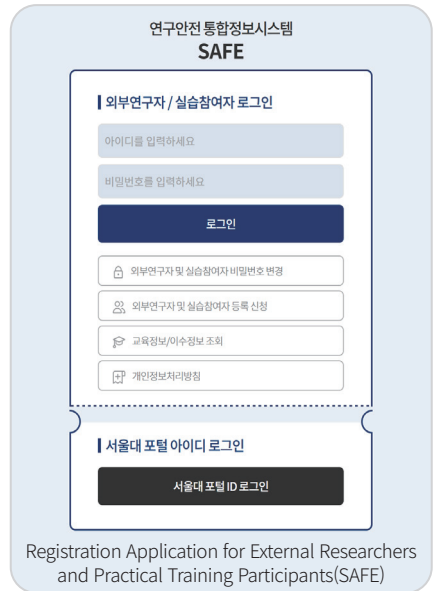 연구안전 통합정보시스템
SAFE
외부연구자 / 실습참여자 로그인
아이디를 입력하세요
비밀번호를 입력하세요
로그인
외부연구자 및 실습참여자 비밀번호 변경
외부연구자 및 실습참여자 등록 신청
교육정보/이수정보 조회
개인정보처리방침
서울대 포털 아이디 로그인
서울대 포털 ID 로그인
Registration Application for External Researchers
and Practical Training Participants(SAFE)